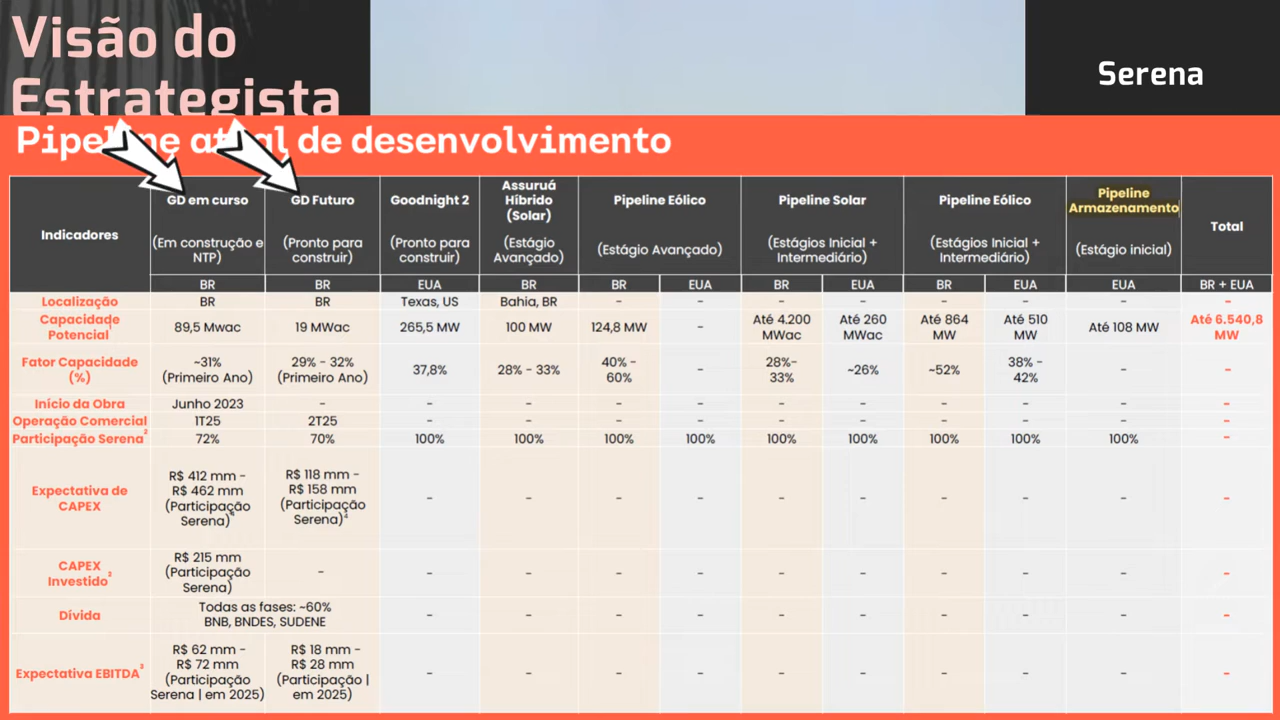 Visão do
Estrategista
Serena
Pipeline atual de desenvolvimento
Indicadores
GD em curso
(Em construção e
NTP)
GD Futuro
(Pronto para
construir)
Goodnight 2
(Pronto para
construir)
Assuruá
Híbrido
(Solar)
(Estágio
Avançado)
Pipeline Eólico
(Estágio Avançado)
Pipeline Solar
(Estágios Inicial +
Intermediário)
Pipeline Eólico
(Estágios Inicial +
Intermediário)
Pipeline
Armazenamento
(Estágio inicial)
Total
BR BR EUA BR BR EUA BR EUA BR EUA EUA BR + EUA
Localização BR BR Texas, US Bahia, BR - - - - - - - -
Capacidade
Potencial¹
89,5 Mwac
19 MWac
265,5 MW
100 MW
124,8 MW
-
Até 4.200
MWac
Até 260
MWac
Até 864
MW
Até 510
MW
Até 108 MW
Até 6.540,8
MW
Fator Capacidade
(%)
~31%
(Primeiro Ano)
29% - 32%
(Primeiro Ano)
37,8%
28% - 33%
40% -
60%
-
28%-
33%
~26%
~52%
38% -
42%
-
-
Início da Obra Junho 2023 - - - - - - - - - - -
Operação Comercial 1T25 2T25 - - - - - - - - - -
Participação Serena² 72% 70% 100% 100% 100% 100% 100% 100% 100% 100% 100% -
Expectativa de
CAPEX
R$ 412 mm -
R$ 462 mm
(Participação
Serena)⁴
R$ 118 mm -
R$ 158 mm
(Participação
Serena)⁴
- - - - - - - - - -
CAPEX
Investido²
R$ 215 mm
(Participação
Serena)
-
- - - - - - - - - -
Dívida
Todas as fases: ~60%
BNB, BNDES, SUDENE
- - - - - - - - - -
Expectativa EBITDA³
R$ 62 mm -
R$ 72 mm
(Participação
Serena | em 2025)
R$ 18 mm -
R$ 28 mm
(Participação |
em 2025)
- - - - - - - - - -